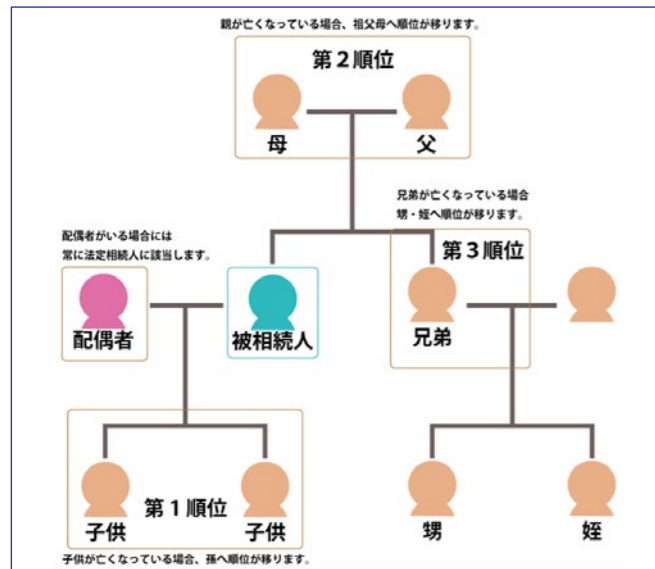 親が亡くなっている場合、祖父母へ順位が移ります。
第２順位
母
父
兄弟が亡くなっている場合
甥・姪へ順位が移ります。
配偶者がいる場合には
常に法定相続人に該当します。
第３順位
配偶者
被相続人
兄弟
第１順位
子供
子供
甥
姪
子供が亡くなっている場合、孫へ順位が移ります。